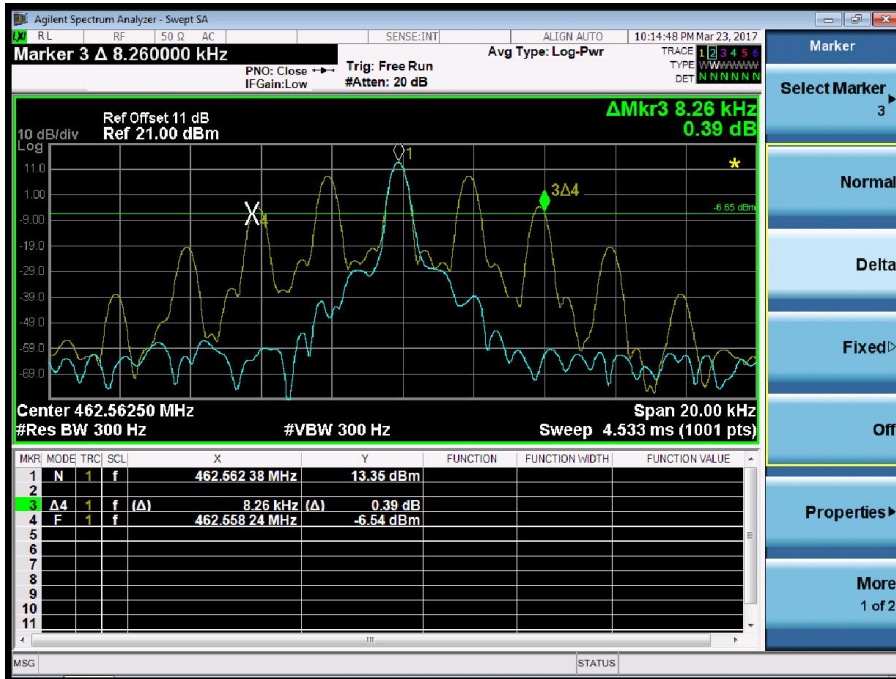 Agilent Spectrum Analyzer - Swept SA
LXI RL RF 50 Ω AC SENSE:INT ALIGN AUTO 10:14:48 PM Mar 23, 2017
Marker 3 Δ 8.260000 kHz
PNO: Close
IFGain:Low
Trig: Free Run
#Atten: 20 dB
Avg Type: Log-Pwr
TRACE 1 2 3 4 5 6
TYPE W W W W W W
DET N N N N N N
ΔMkr3 8.26 kHz
0.39 dB
Ref Offset 11 dB
10 dB/div Ref 21.00 dBm
Log
1
11.0
3Δ4
1.00
-6.65 dBm
4
-9.00
-19.0
-29.0
-39.0
-49.0
-59.0
-69.0
Center 462.56250 MHz Span 20.00 kHz
#Res BW 300 Hz #VBW 300 Hz Sweep 4.533 ms (1001 pts)
MKR MODE TRC SCL X Y FUNCTION FUNCTION WIDTH FUNCTION VALUE
1 N 1 f 462.562 38 MHz 13.35 dBm
2
3 Δ4 1 f (Δ) 8.26 kHz (Δ) 0.39 dB
4 F 1 f 462.558 24 MHz -6.54 dBm
5
6
7
8
9
10
11
MSG STATUS
Marker
Select Marker
3
Normal
Delta
Fixed
Off
Properties
More
1 of 2